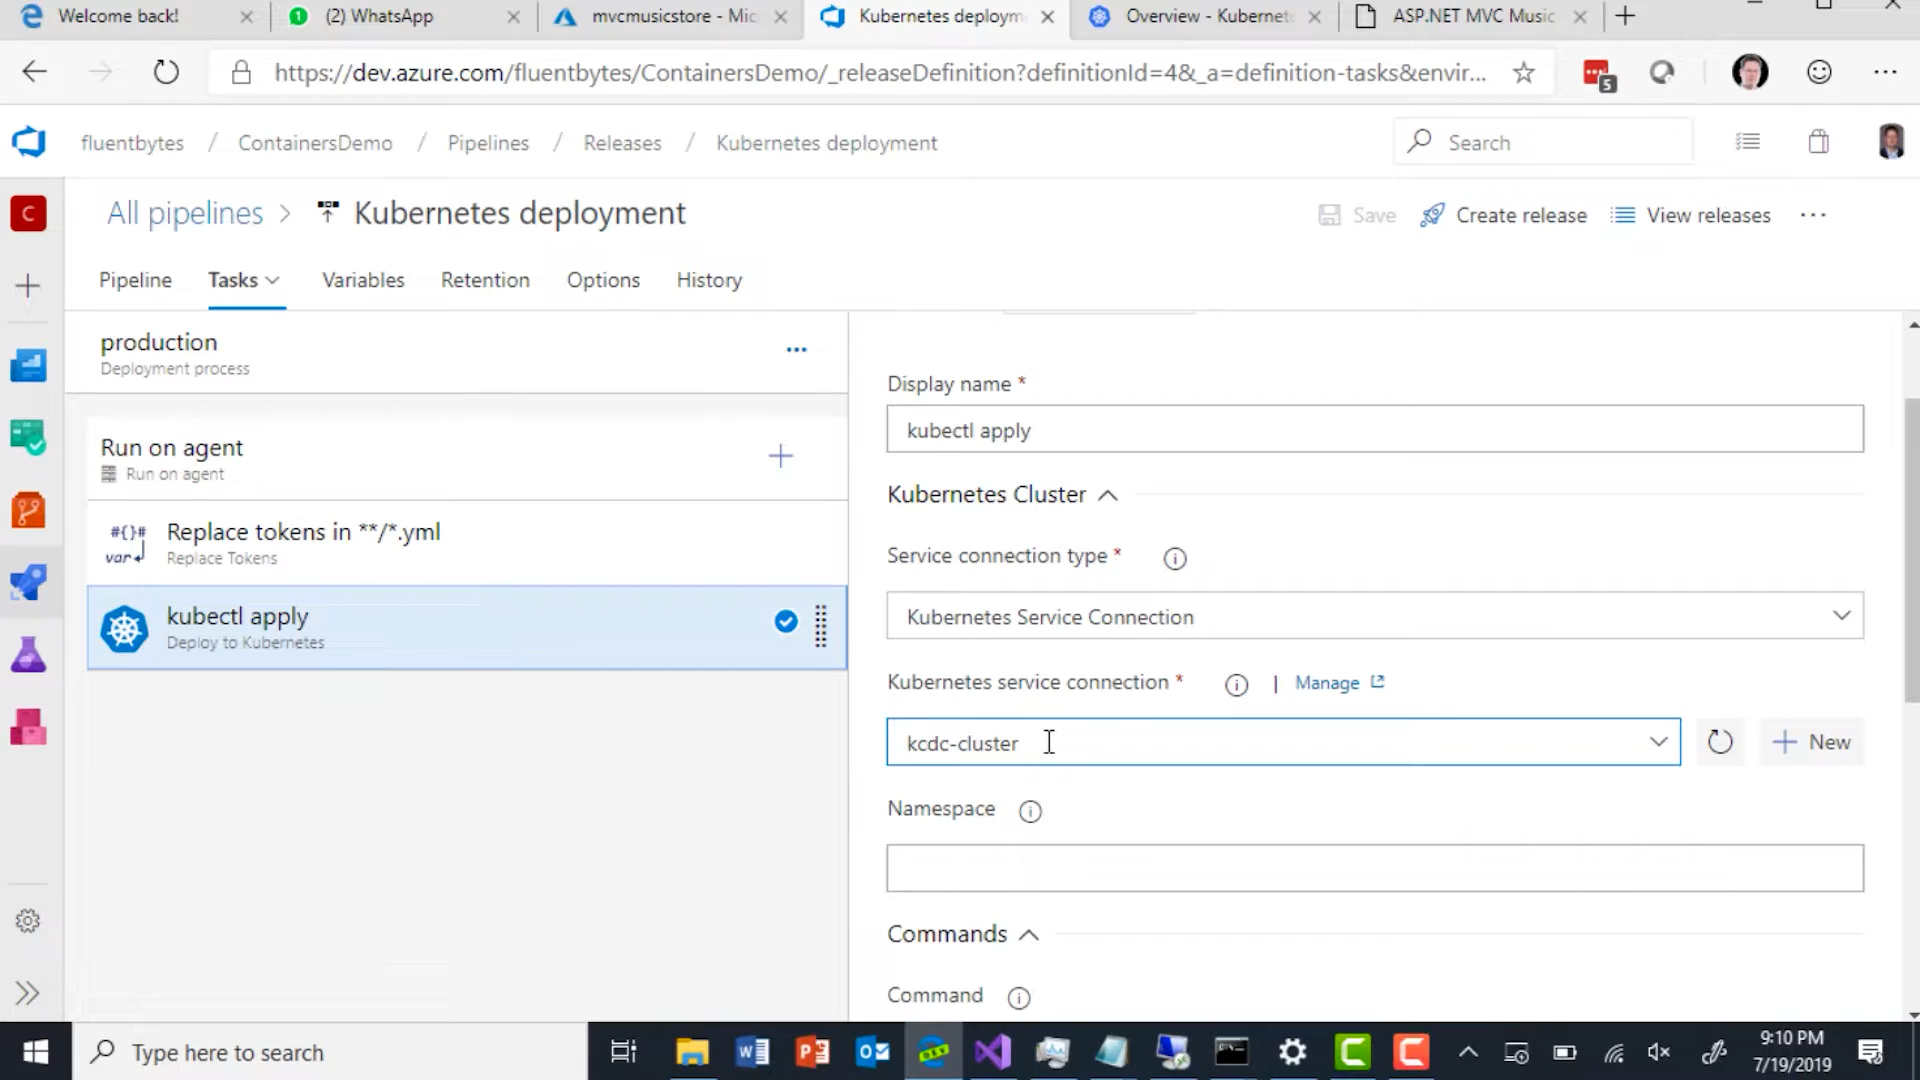 Welcome back!
1 (2) WhatsApp
mvcmusicstore - Mic
Kubernetes deploym
Overview - Kubernet
ASP.NET MVC Music
https://dev.azure.com/fluentbytes/ContainersDemo/_releaseDefinition?definitionId=4&_a=definition-tasks&envir...
5
fluentbytes / ContainersDemo / Pipelines / Releases / Kubernetes deployment
Search
C
All pipelines > Kubernetes deployment
Save
Create release
View releases
Pipeline
Tasks
Variables
Retention
Options
History
production
Deployment process
Run on agent
Run on agent
#{}#
var
Replace tokens in **/*.yml
Replace Tokens
kubectl apply
Deploy to Kubernetes
Display name *
kubectl apply
Kubernetes Cluster
Service connection type *
Kubernetes Service Connection
Kubernetes service connection *
| Manage
kcdc-cluster
New
Namespace
Commands
Command
Type here to search
DEV
9:10 PM
7/19/2019